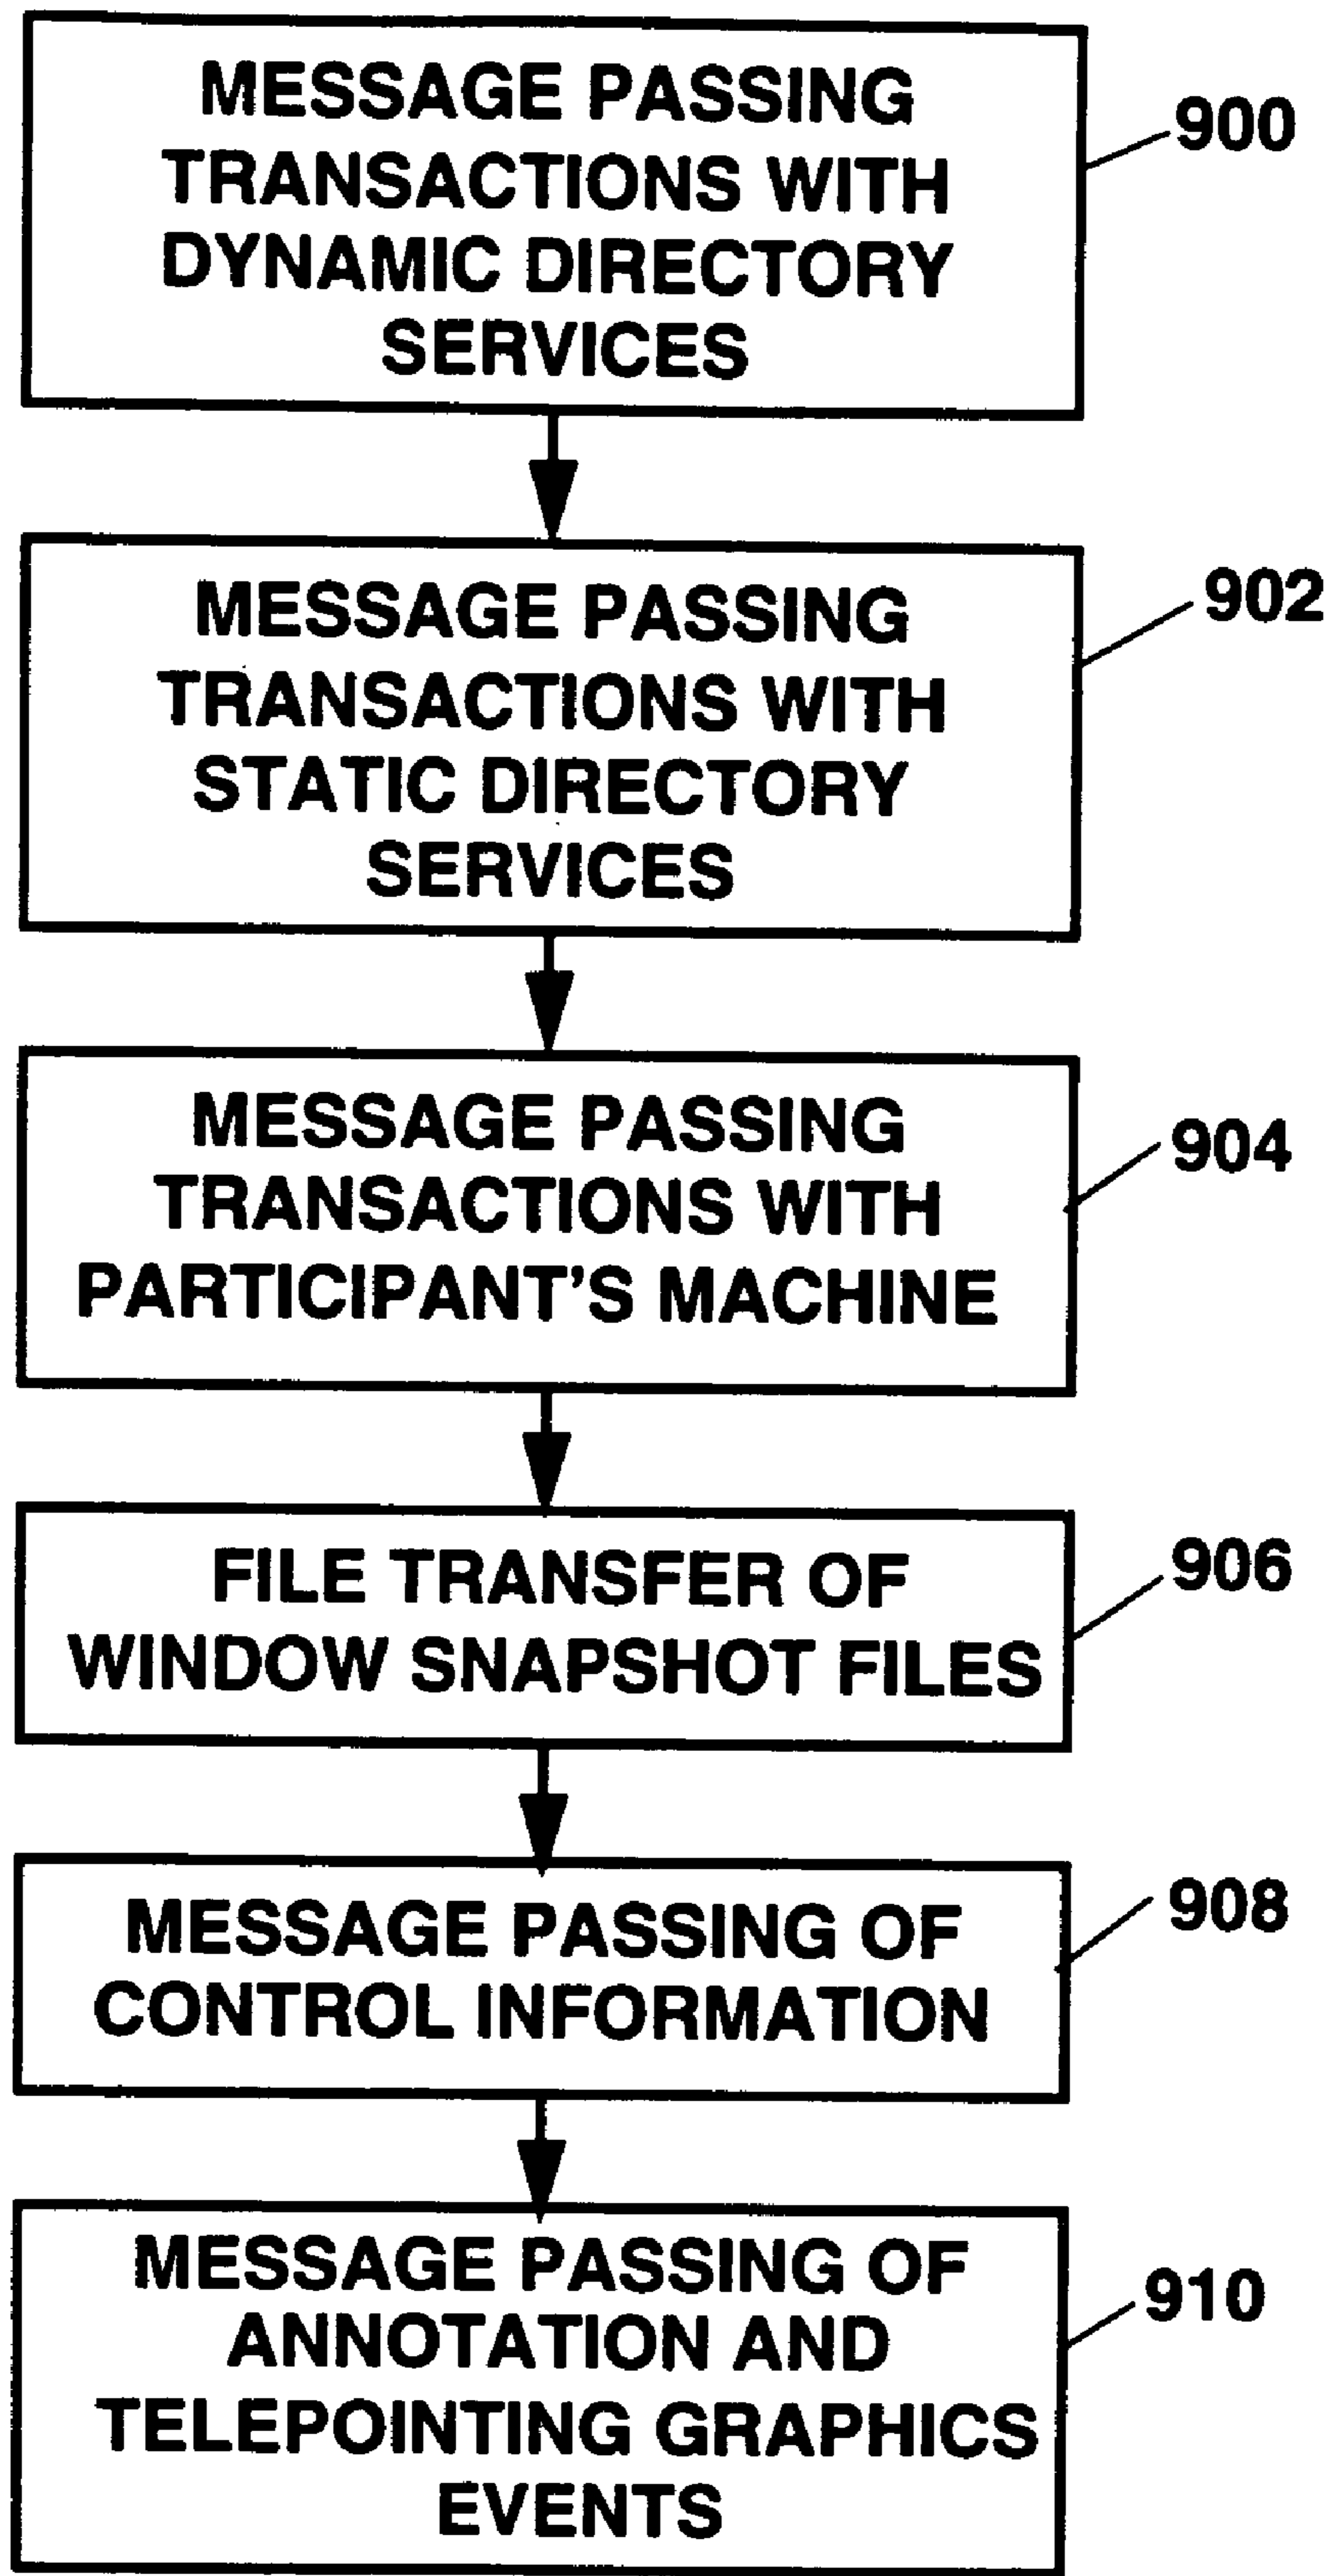 MESSAGE PASSING
TRANSACTIONS WITH
DYNAMIC DIRECTORY
SERVICES
900
MESSAGE PASSING
TRANSACTIONS WITH
STATIC DIRECTORY
SERVICES
902
MESSAGE PASSING
TRANSACTIONS WITH
PARTICIPANT'S MACHINE
904
FILE TRANSFER OF
WINDOW SNAPSHOT FILES
906
MESSAGE PASSING OF
CONTROL INFORMATION
908
MESSAGE PASSING OF
ANNOTATION AND
TELEPOINTING GRAPHICS
EVENTS
910